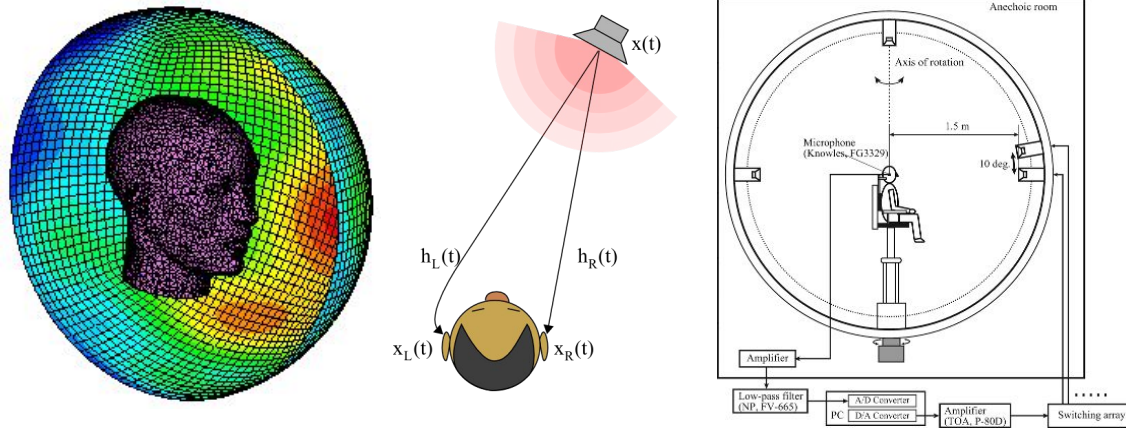 x(t)
h_L(t)
h_R(t)
x_L(t)
x_R(t)
Anechoic room
Axis of rotation
1.5 m
Microphone
(Knowles, FG3329)
10 deg.
Amplifier
Low-pass filter
(NP, FV-665)
PC
A/D Converter
D/A Converter
Amplifier
(TOA, P-80D)
Switching array